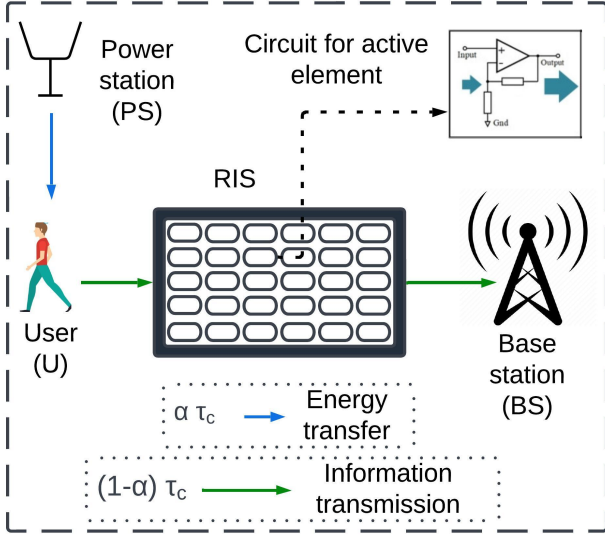 Power
station
(PS)
Circuit for active
element
Input
+
-
Output
Gnd
RIS
User
(U)
Base
station
(BS)
α τc
Energy
transfer
(1-α) τc
Information
transmission